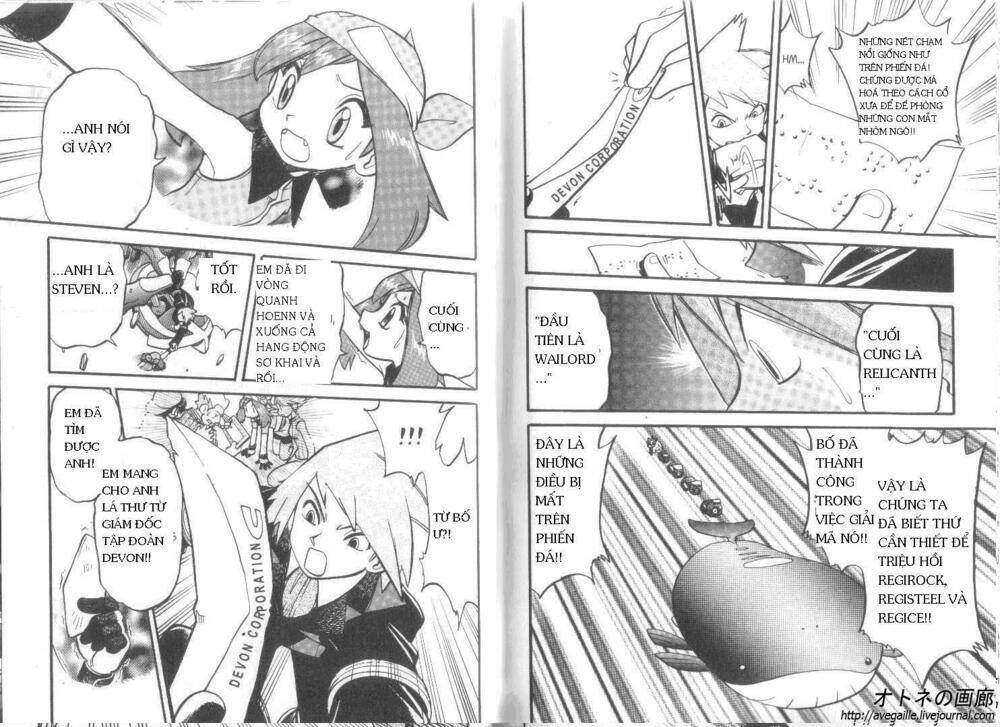 ...ANH NÓI
GÌ VẬY?
...ANH LÀ
STEVEN...?
TỐT
RỒI.
EM ĐÃ ĐI
VÒNG
QUANH
HOENN VÀ
XUỐNG CẢ
HANG ĐỘNG
SƠ KHAI VÀ
RỒI...
CUỐI
CÙNG
...
EM ĐÃ
TÌM
ĐƯỢC
ANH!
EM MANG
CHO ANH
LÁ THƯ TỪ
GIÁM ĐỐC
TẬP ĐOÀN
DEVON!!
DEVON CORPORATION
!!!
TỪ BỐ
Ư?!
DEVON CORPORATION
HM...
NHỮNG NÉT CHẠM
NỔI GIỐNG NHƯ
TRÊN PHIẾN ĐÁ!
CHÚNG ĐƯỢC MÃ
HOÁ THEO CÁCH CỔ
XƯA ĐỂ ĐỀ PHÒNG
NHỮNG CON MẮT
NHÒM NGÓ!!
"ĐẦU
TIÊN LÀ
WAILORD
..."
"CUỐI
CÙNG LÀ
RELICANTH
..."
ĐÂY LÀ
NHỮNG
ĐIỀU BỊ
MẤT
TRÊN
PHIẾN
ĐÁ!!
BỐ ĐÃ
THÀNH
CÔNG
TRONG
VIỆC GIẢI
MÃ NÓ!!
VẬY LÀ
CHÚNG TA
ĐÃ BIẾT THỨ
CẦN THIẾT ĐỂ
TRIỆU HỒI
REGIROCK,
REGISTEEL VÀ
REGICE!!
オトネの画廊
http://avegaille.livejournal.com/